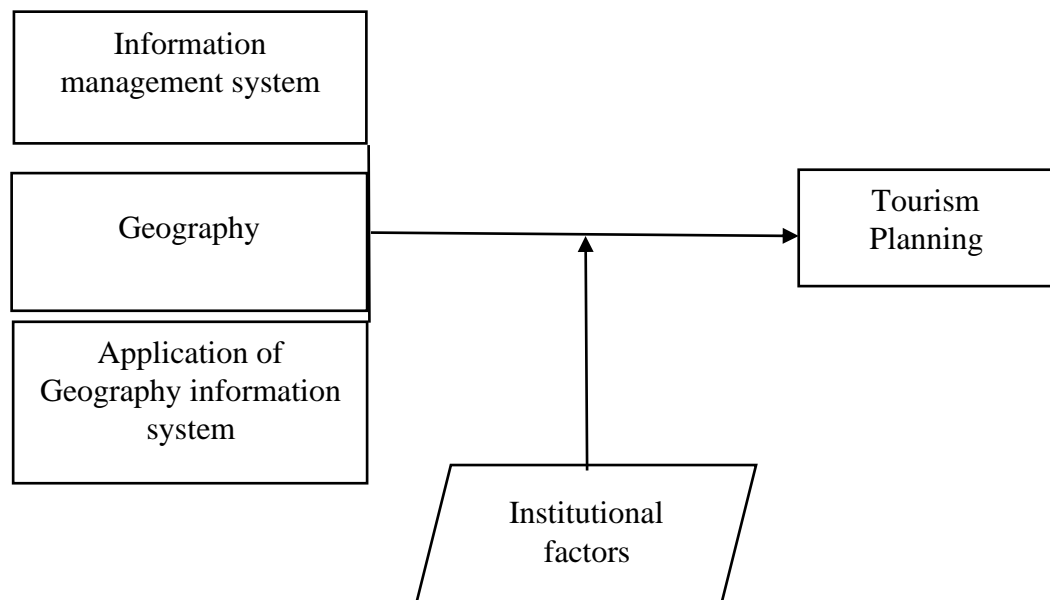 Information
management system
Geography
Tourism
Planning
Application of
Geography information
system
Institutional
factors